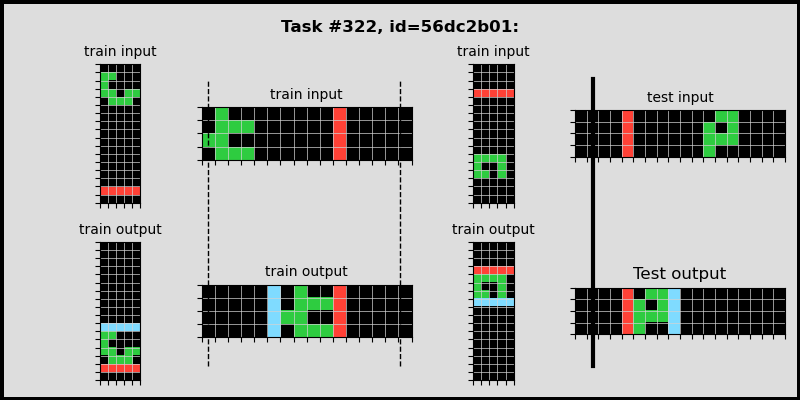 Task #322, id=56dc2b01:
train input
train input
train input
test input
train output
train output
train output
Test output